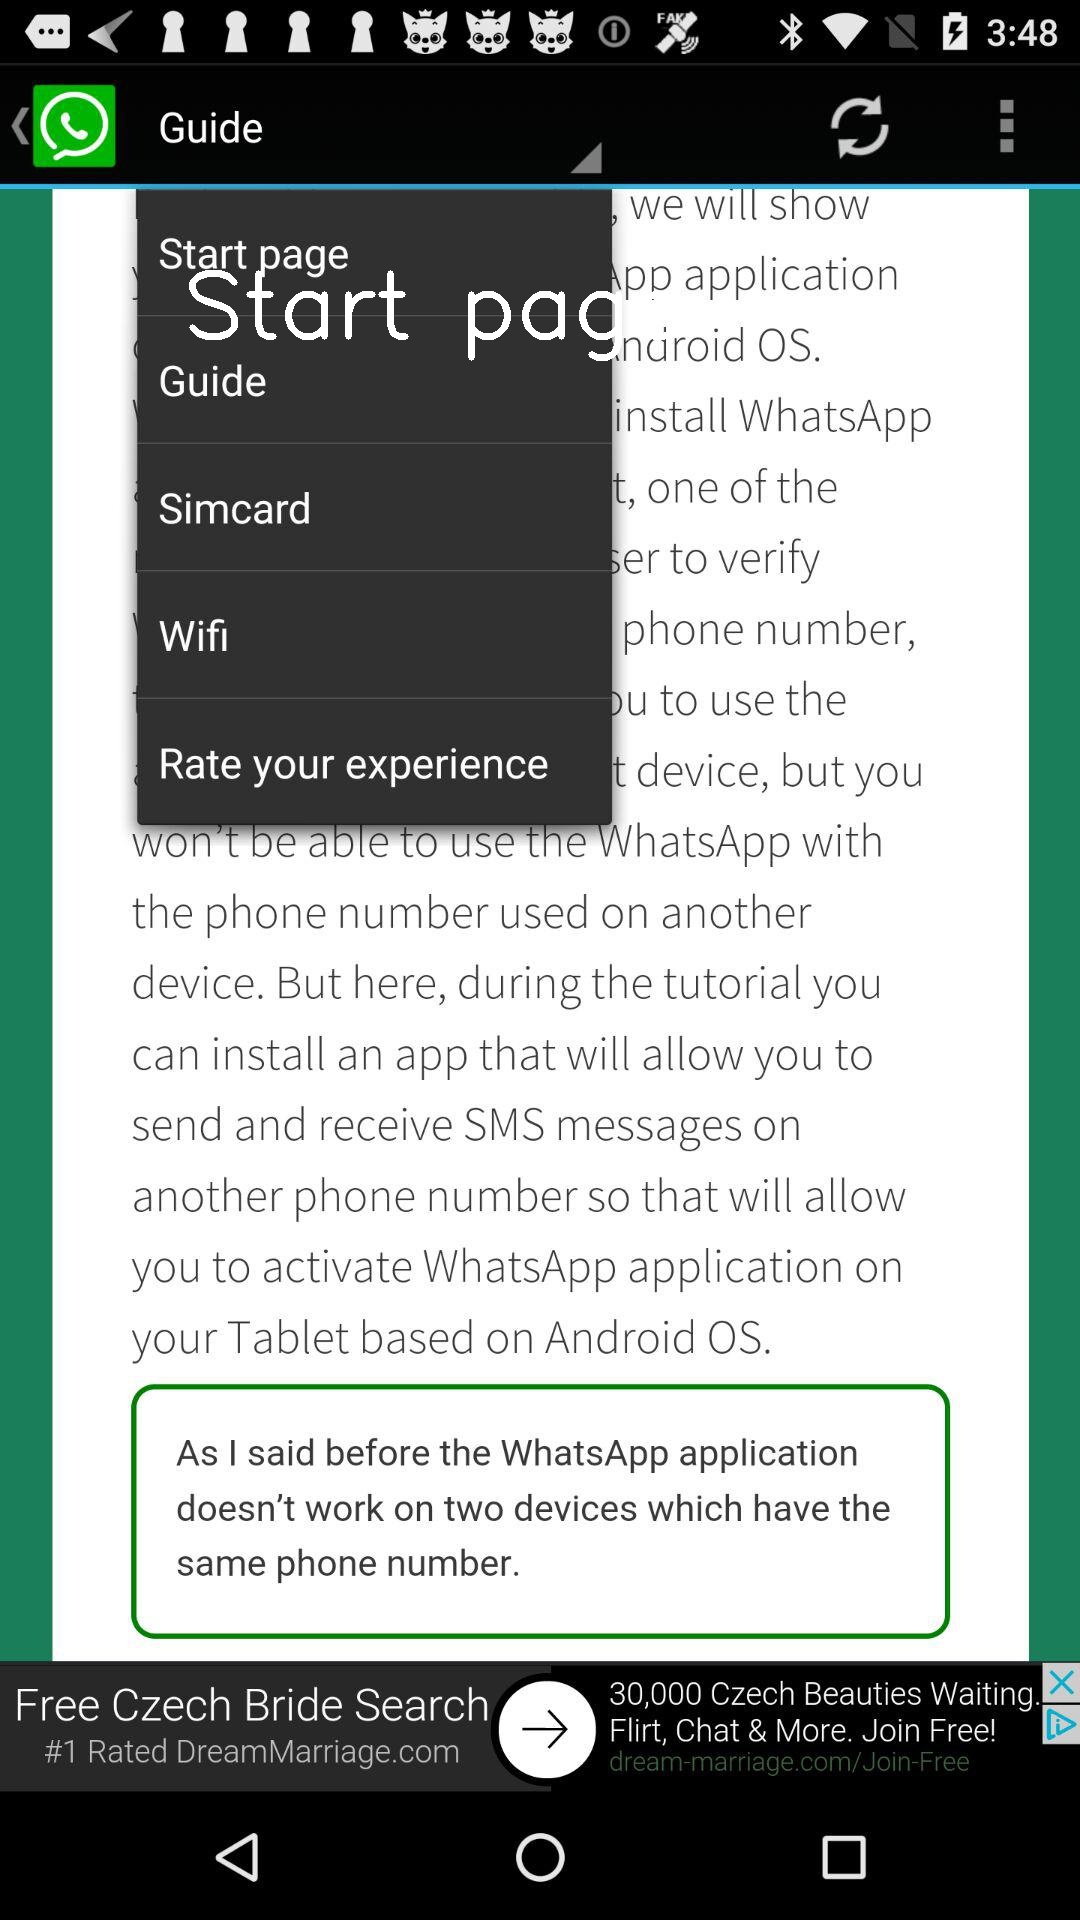 FAKE
3:48
Guide
, we will show
Start page
App application
Start pag
Android OS.
Guide
install WhatsApp
Simcard
t, one of the
ser to verify
Wifi
phone number,
ou to use the
Rate your experience
t device, but you
won’t be able to use the WhatsApp with
the phone number used on another
device. But here, during the tutorial you
can install an app that will allow you to
send and receive SMS messages on
another phone number so that will allow
you to activate WhatsApp application on
your Tablet based on Android OS.
As I said before the WhatsApp application
doesn’t work on two devices which have the
same phone number.
Free Czech Bride Search
#1 Rated DreamMarriage.com
30,000 Czech Beauties Waiting.
Flirt, Chat & More. Join Free!
dream-marriage.com/Join-Free